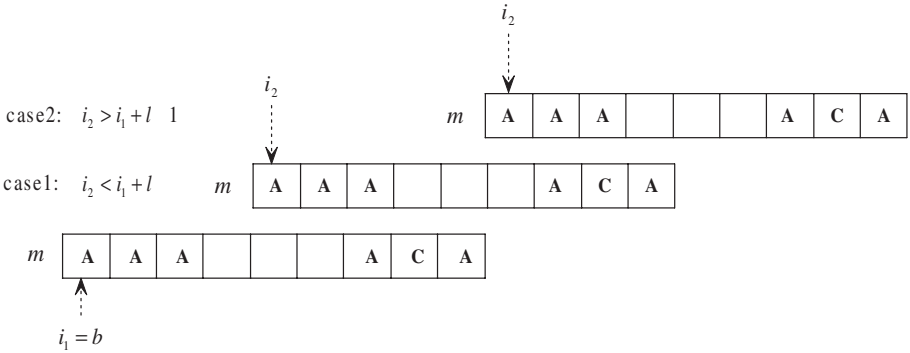 i₂
case2: i₂ > i₁ + l 1 m A A A A C A
i₂
case1: i₂ < i₁ + l m A A A A C A
m A A A A C A
i₁ = b